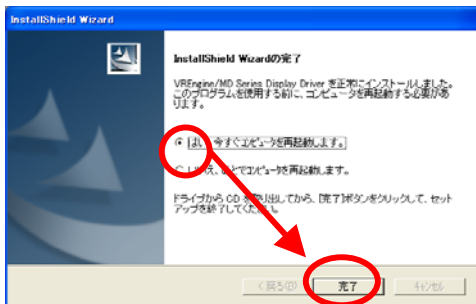 InstallShield Wizard
InstallShield Wizardの完了
VREngine/MD Series Display Driver を正常にインストールしました。
このプログラムを使用する前に、コンピュータを再起動する必要があ
ります。
はい、今すぐコンピュータを再起動します。
いいえ、あとでコンピュータを再起動します。
ドライブから CD を取り出してから、[完了]ボタンをクリックして、セット
アップを終了してください。
< 戻る(B)
完了
キャンセル